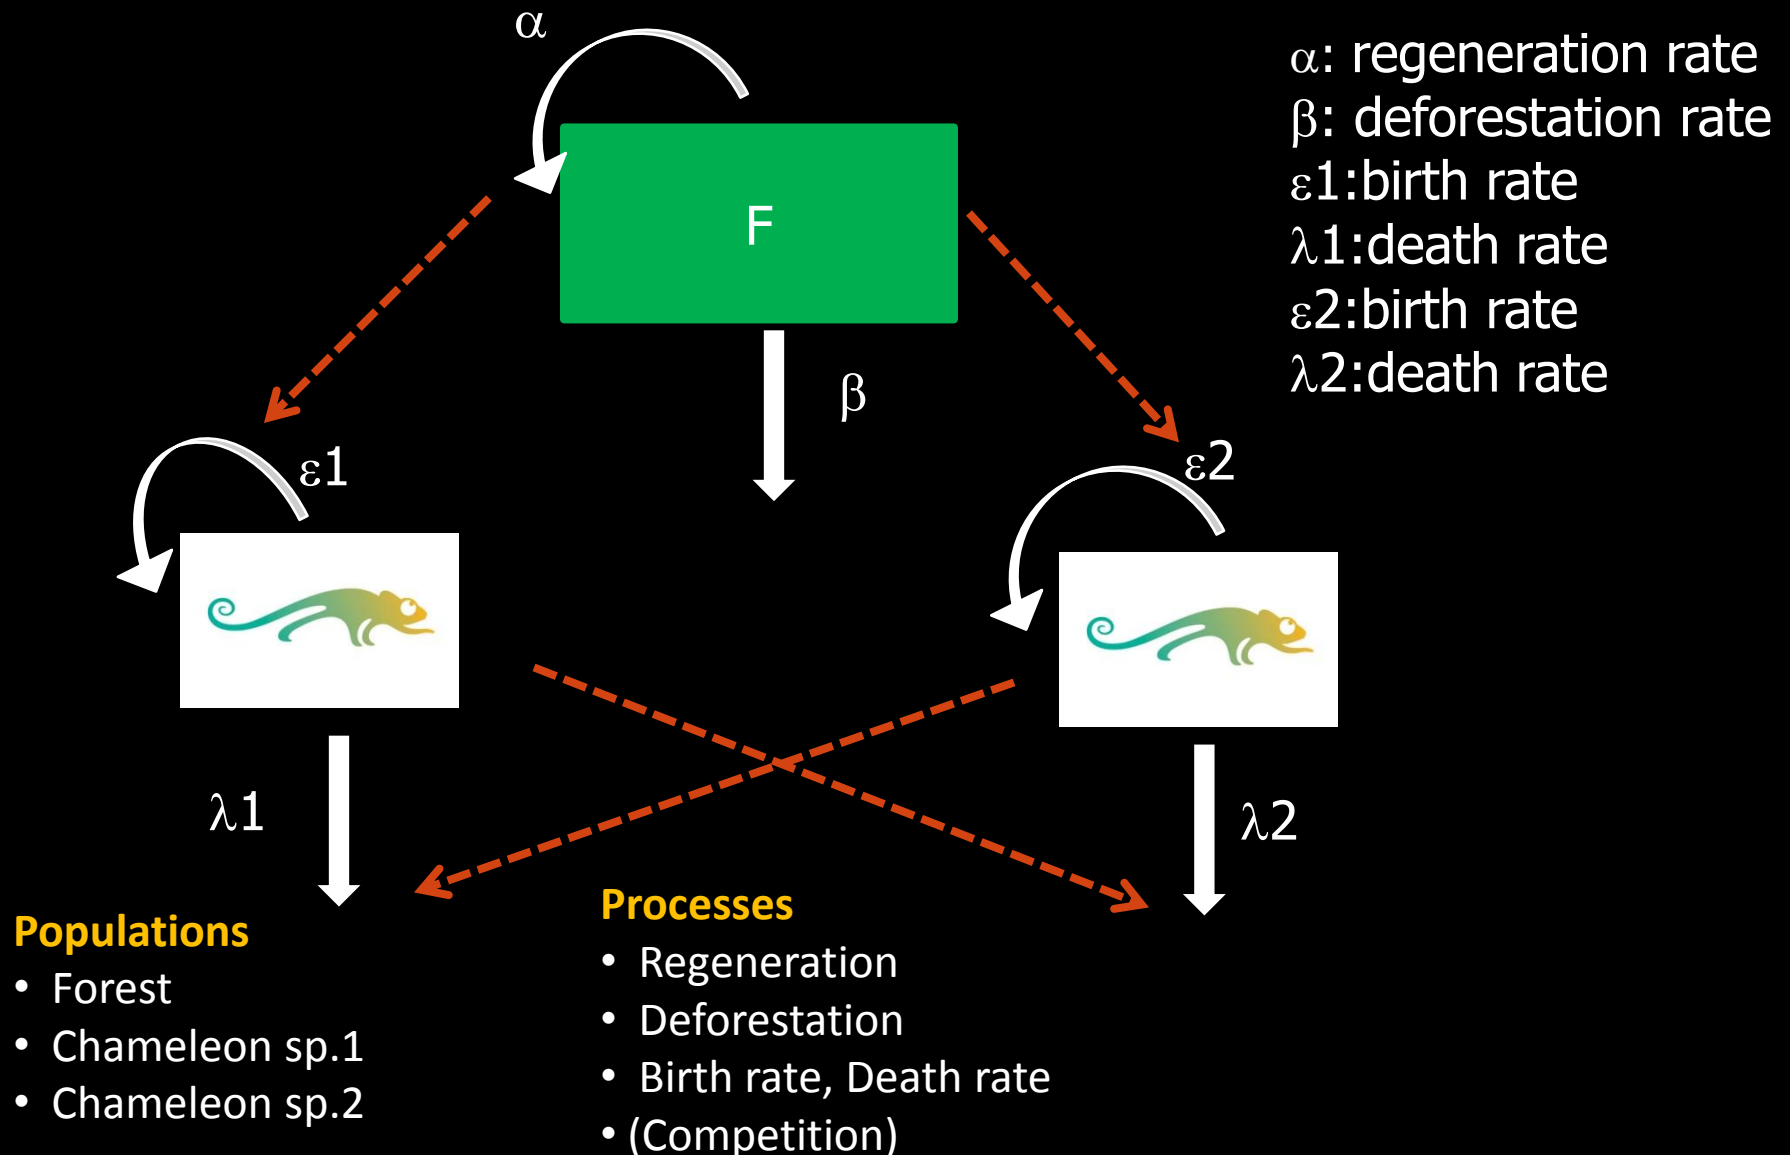 α
α: regeneration rate
β: deforestation rate
ε1:birth rate
λ1:death rate
ε2:birth rate
λ2:death rate
F
β
ε1
ε2
λ1
λ2
Populations
• Forest
• Chameleon sp.1
• Chameleon sp.2
Processes
• Regeneration
• Deforestation
• Birth rate, Death rate
• (Competition)